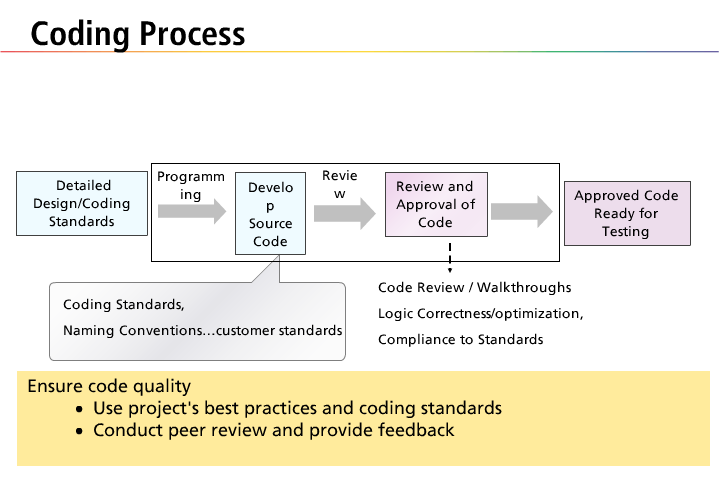 Coding Process
Detailed
Design/Coding
Standards
Programm
ing
Develo
p
Source
Code
Revie
w
Review and
Approval of
Code
Approved Code
Ready for
Testing
Coding Standards,
Naming Conventions...customer standards
Code Review / Walkthroughs
Logic Correctness/optimization,
Compliance to Standards
Ensure code quality
• Use project's best practices and coding standards
• Conduct peer review and provide feedback